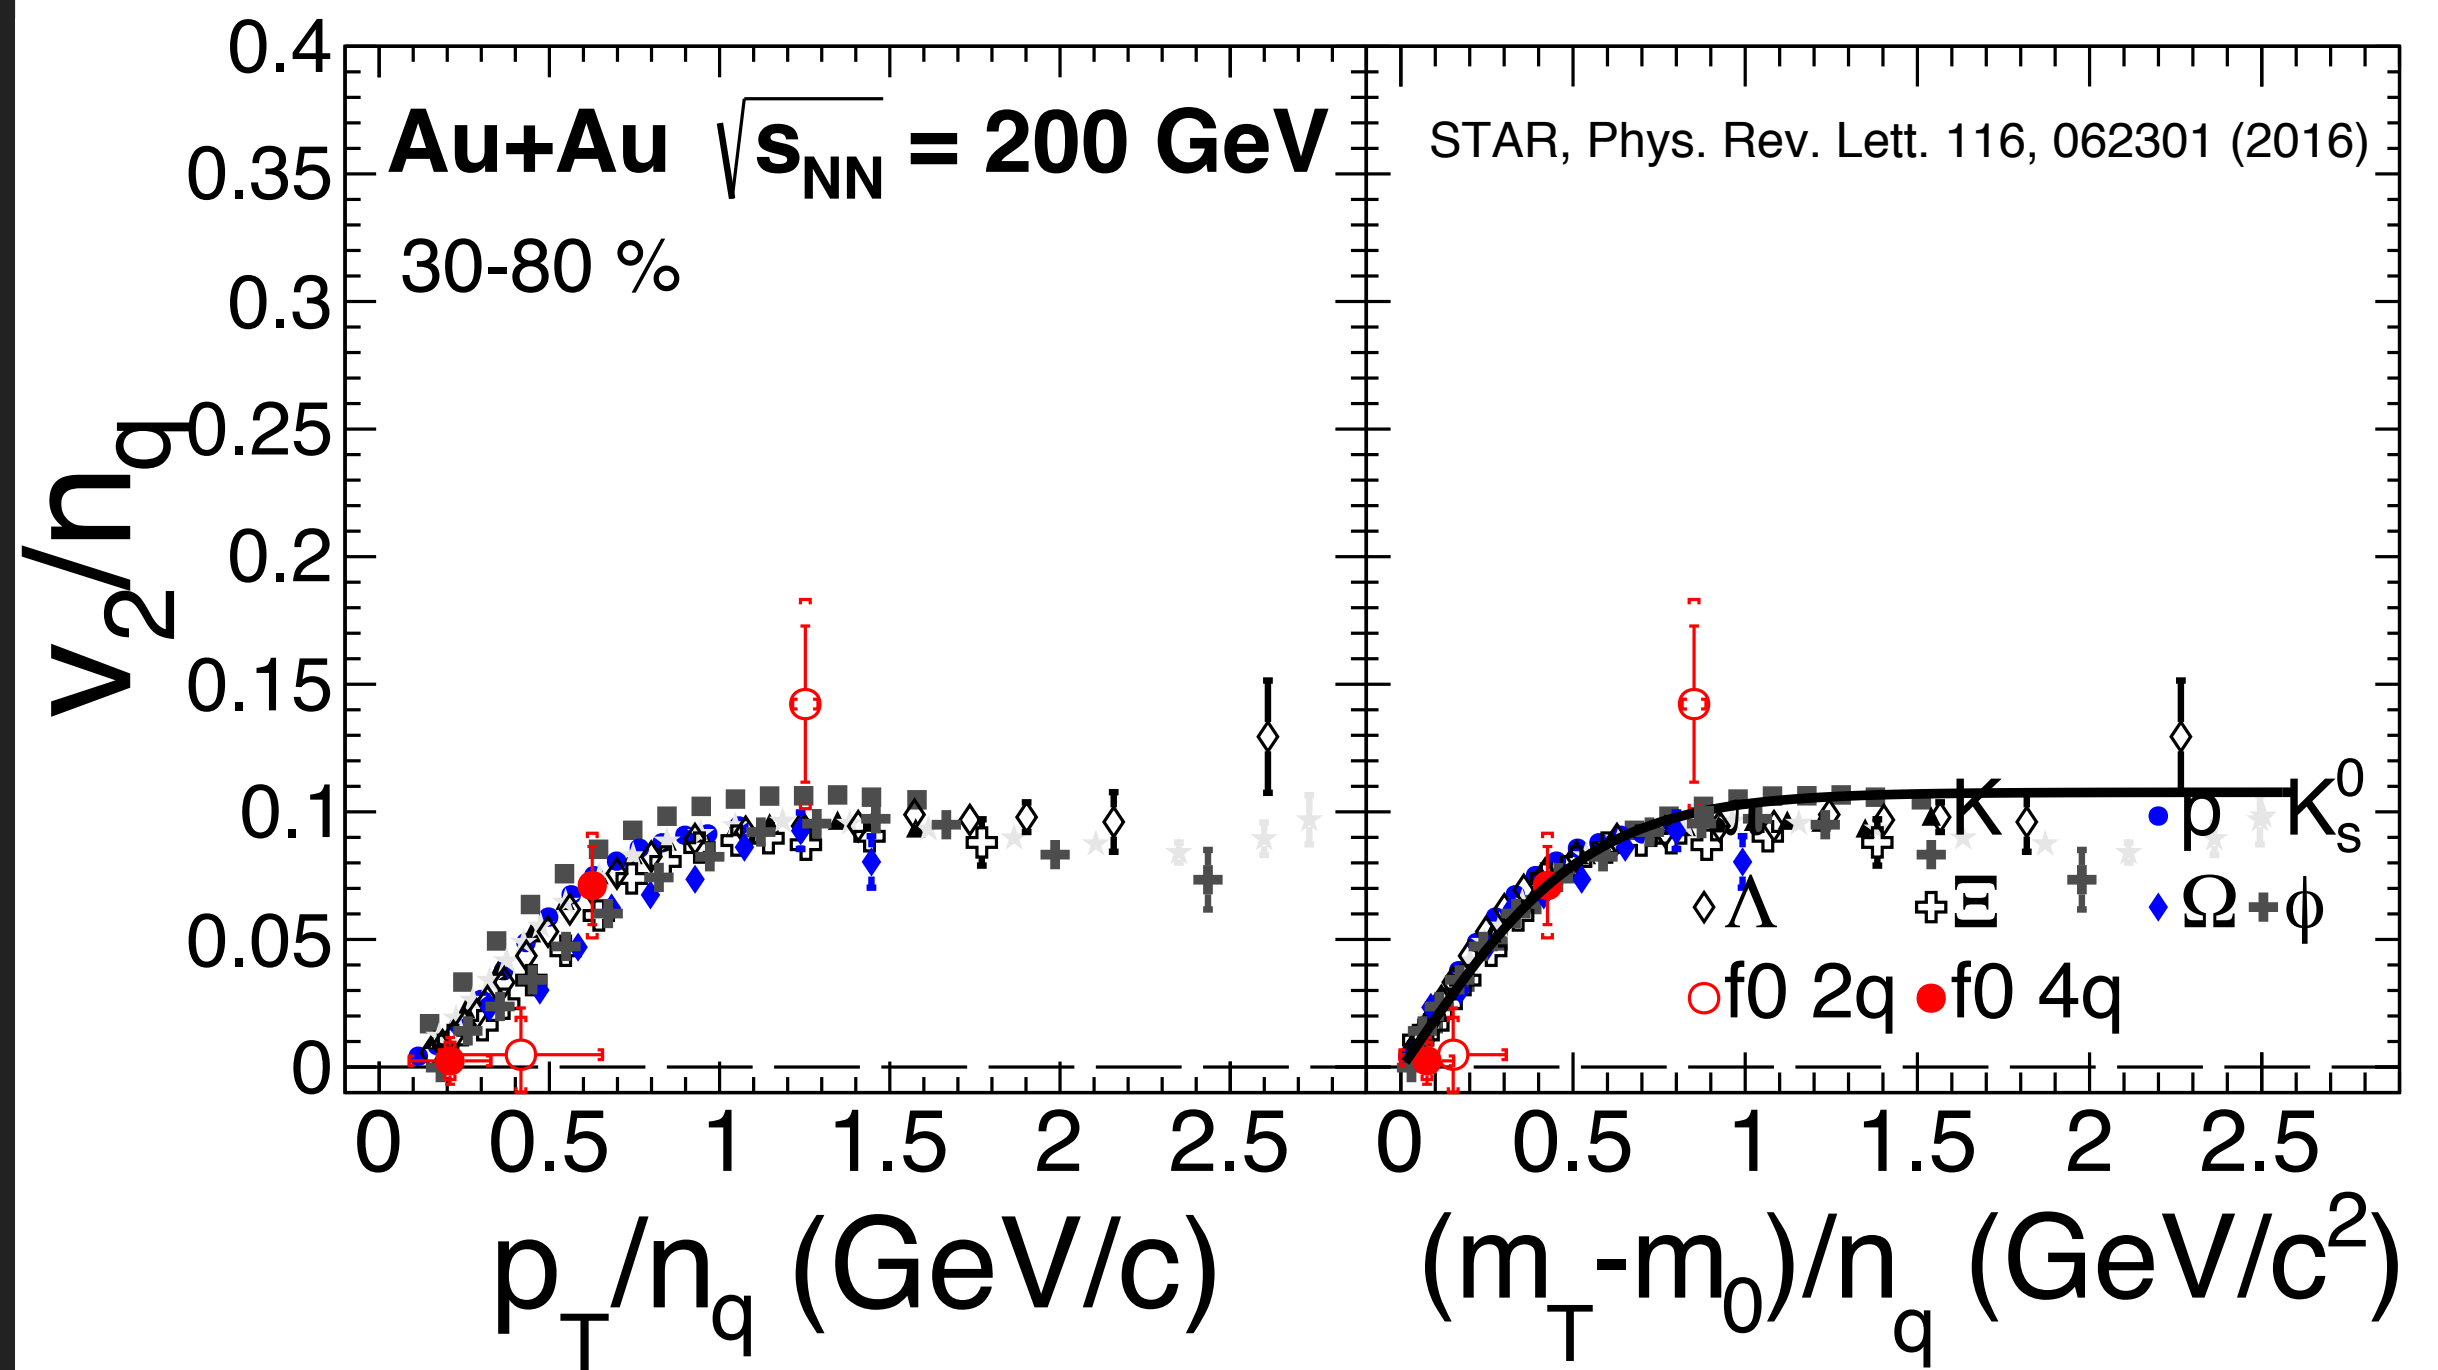 v2/nq
0.4
0.35
0.3
0.25
0.2
0.15
0.1
0.05
0
Au+Au √sNN = 200 GeV
30-80 %
0 0.5 1 1.5 2 2.5
pT/nq (GeV/c)
STAR, Phys. Rev. Lett. 116, 062301 (2016)
K p K0s
Λ Ξ Ω ϕ
f0 2q f0 4q
0 0.5 1 1.5 2 2.5
(mT-m0)/nq (GeV/c2)